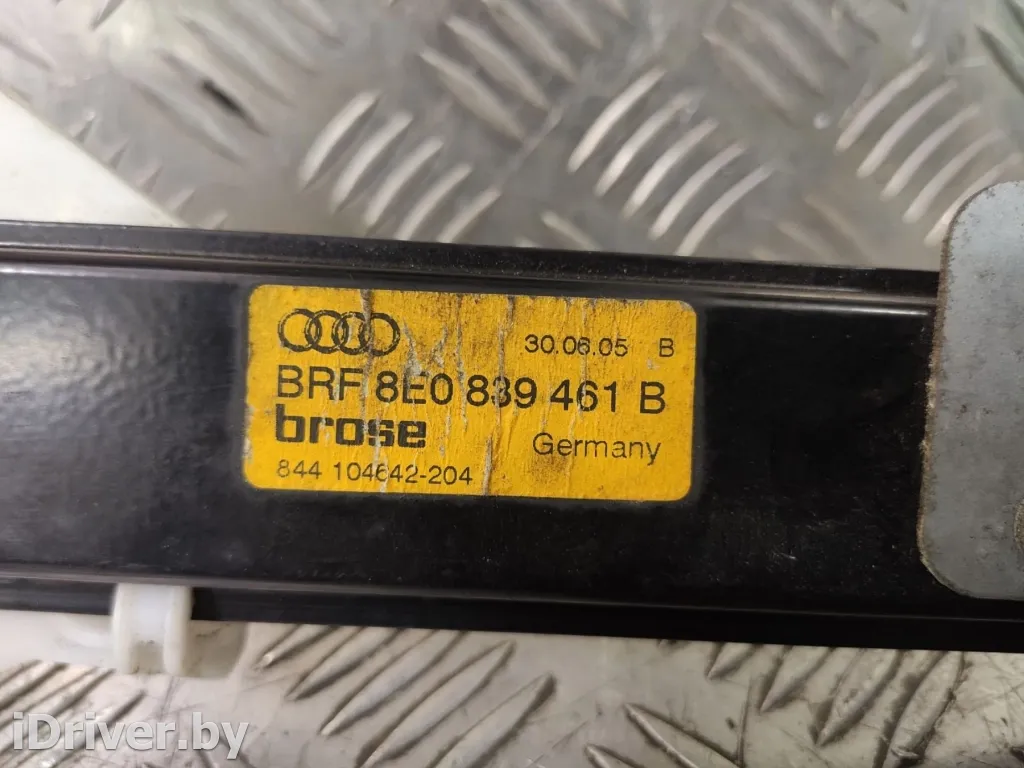 30.06.05 B
BRF 8E0 839 461 B
brose
Germany
844 104642-204
iDriver.by